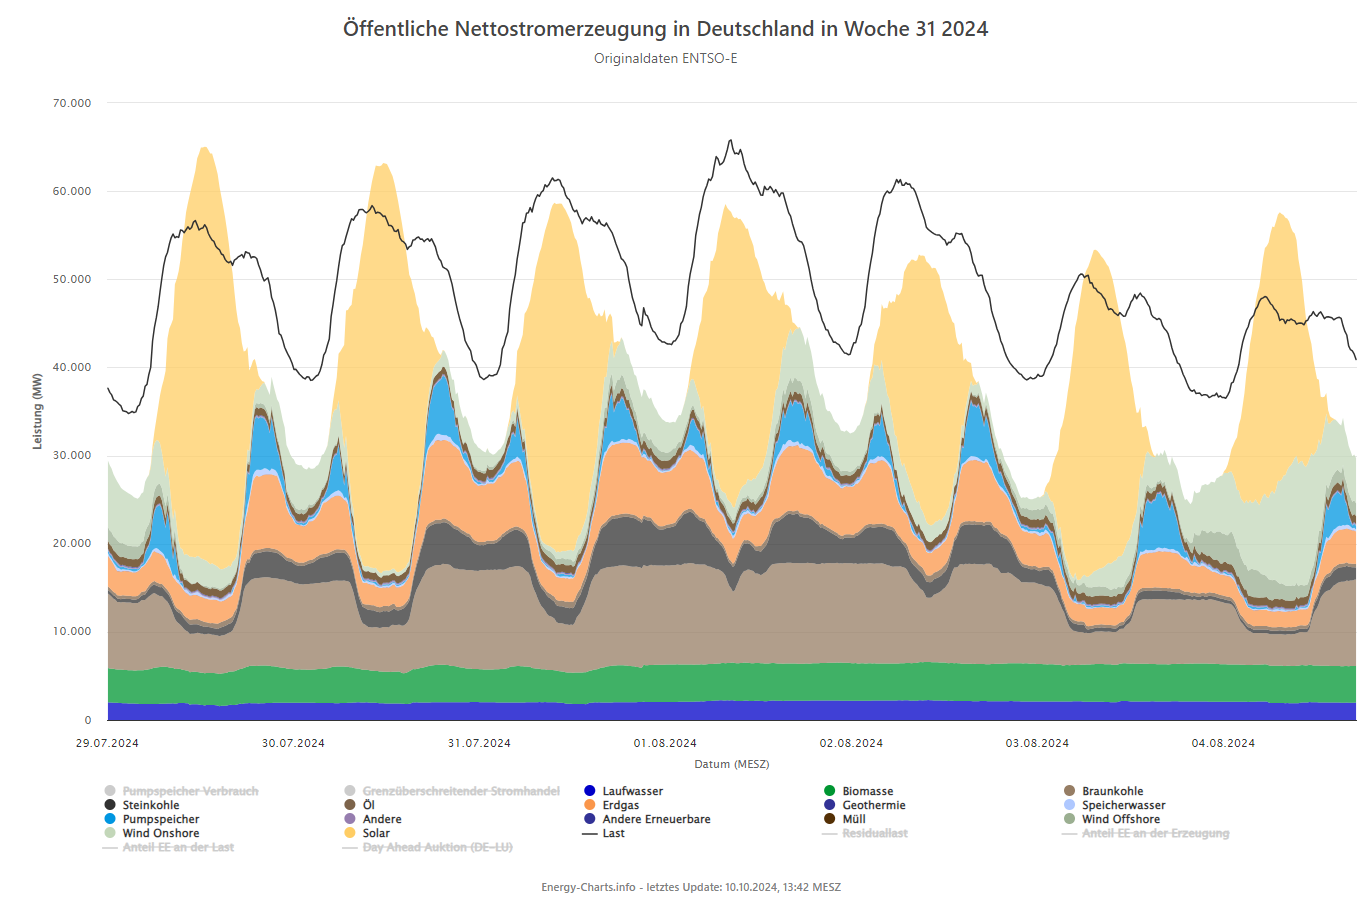 Öffentliche Nettostromerzeugung in Deutschland in Woche 31 2024
Originaldaten ENTSO-E
70.000
60.000
50.000
40.000
30.000
20.000
10.000
0
Leistung (MW)
29.07.2024 30.07.2024 31.07.2024 01.08.2024 02.08.2024 03.08.2024 04.08.2024
Datum (MESZ)
Pumpspeicher Verbrauch Grenzüberschreitender Stromhandel Laufwasser Biomasse Braunkohle
Steinkohle Öl Erdgas Geothermie Speicherwasser
Pumpspeicher Andere Andere Erneuerbare Müll Wind Offshore
Wind Onshore Solar Last Residuallast Anteil EE an der Erzeugung
Anteil EE an der Last Day Ahead Auktion (DE-LU)
Energy-Charts.info - letztes Update: 10.10.2024, 13:42 MESZ